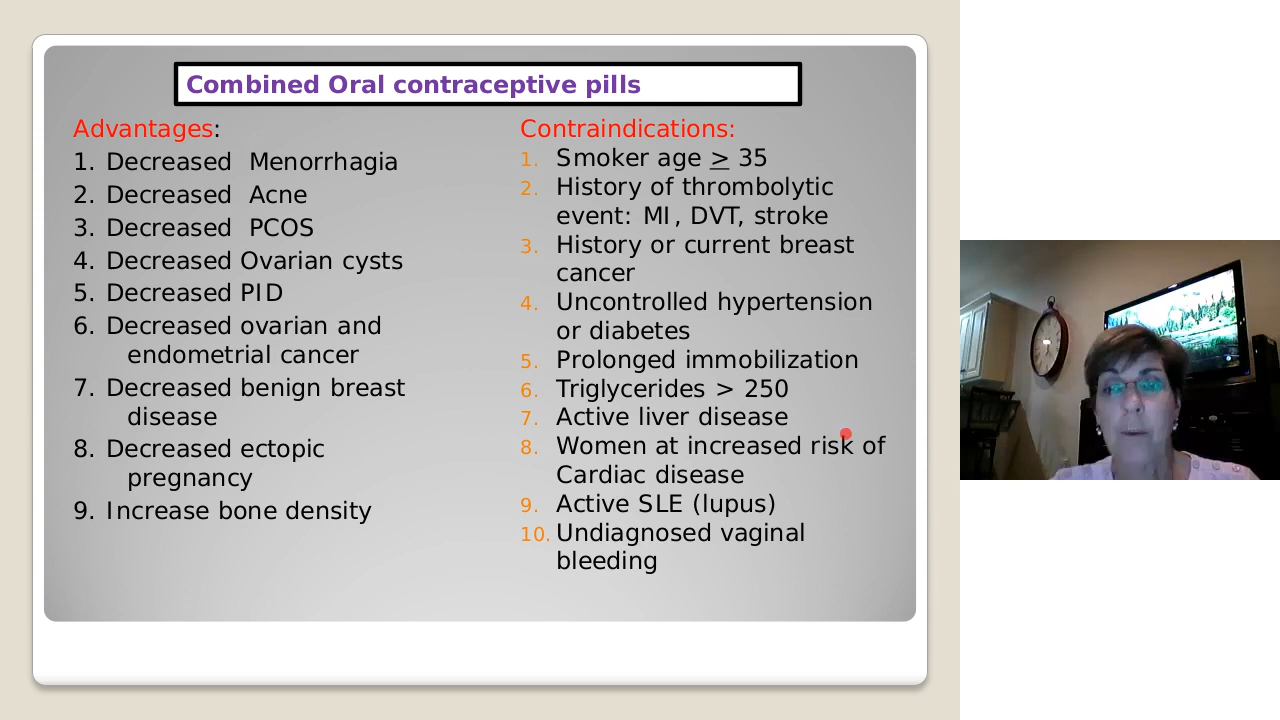 Combined Oral contraceptive pills
Advantages:
1. Decreased Menorrhagia
2. Decreased Acne
3. Decreased PCOS
4. Decreased Ovarian cysts
5. Decreased PID
6. Decreased ovarian and
endometrial cancer
7. Decreased benign breast
disease
8. Decreased ectopic
pregnancy
9. Increase bone density
Contraindications:
1. Smoker age > 35
2. History of thrombolytic
event: MI, DVT, stroke
3. History or current breast
cancer
4. Uncontrolled hypertension
or diabetes
5. Prolonged immobilization
6. Triglycerides > 250
7. Active liver disease
8. Women at increased risk of
Cardiac disease
9. Active SLE (lupus)
10. Undiagnosed vaginal
bleeding